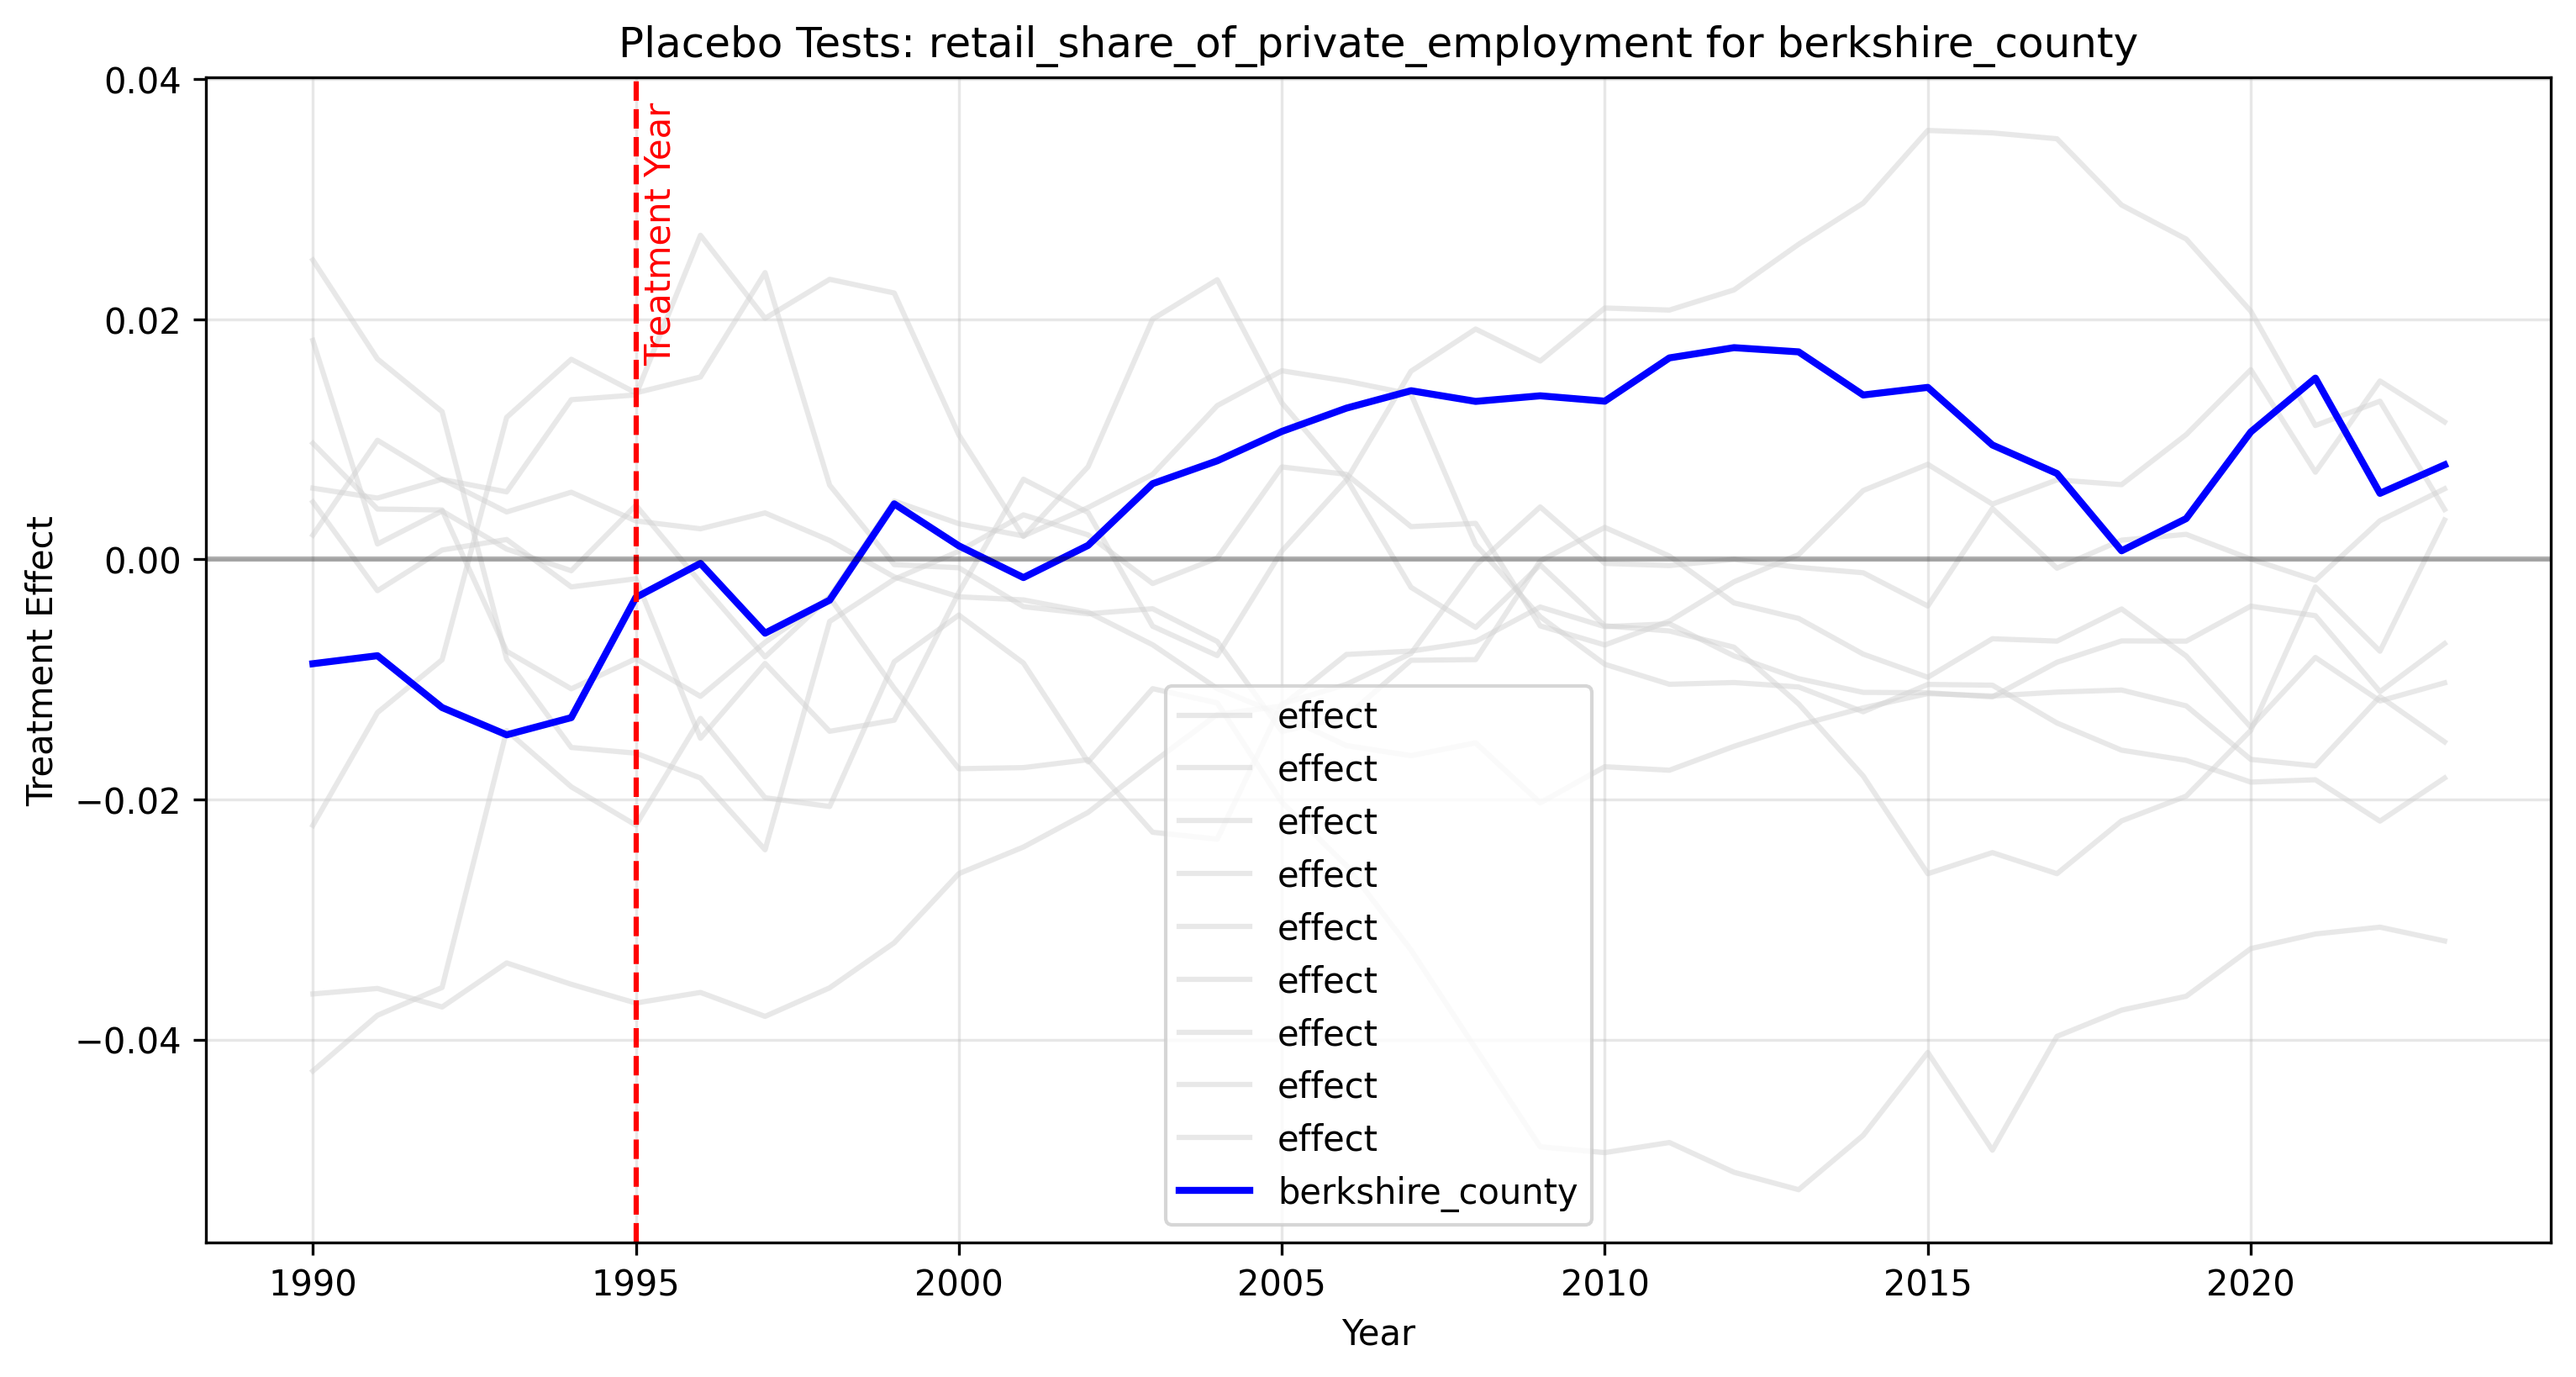 Placebo Tests: retail_share_of_private_employment for berkshire_county
Treatment Effect
0.04
0.02
0.00
−0.02
−0.04
Treatment Year
effect
effect
effect
effect
effect
effect
effect
effect
effect
berkshire_county
1990
1995
2000
2005
2010
2015
2020
Year